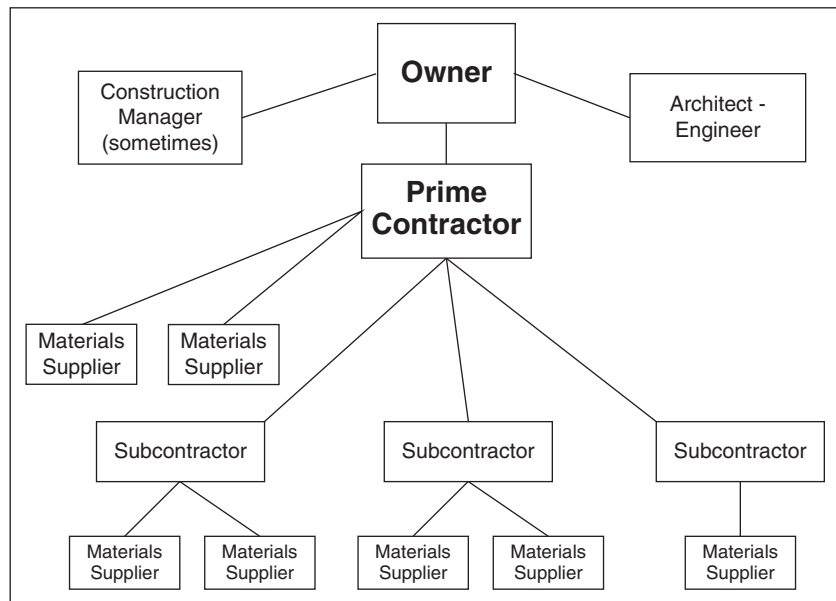 Owner
Construction
Manager
(sometimes)
Architect -
Engineer
Prime
Contractor
Materials
Supplier
Materials
Supplier
Subcontractor
Subcontractor
Subcontractor
Materials
Supplier
Materials
Supplier
Materials
Supplier
Materials
Supplier
Materials
Supplier